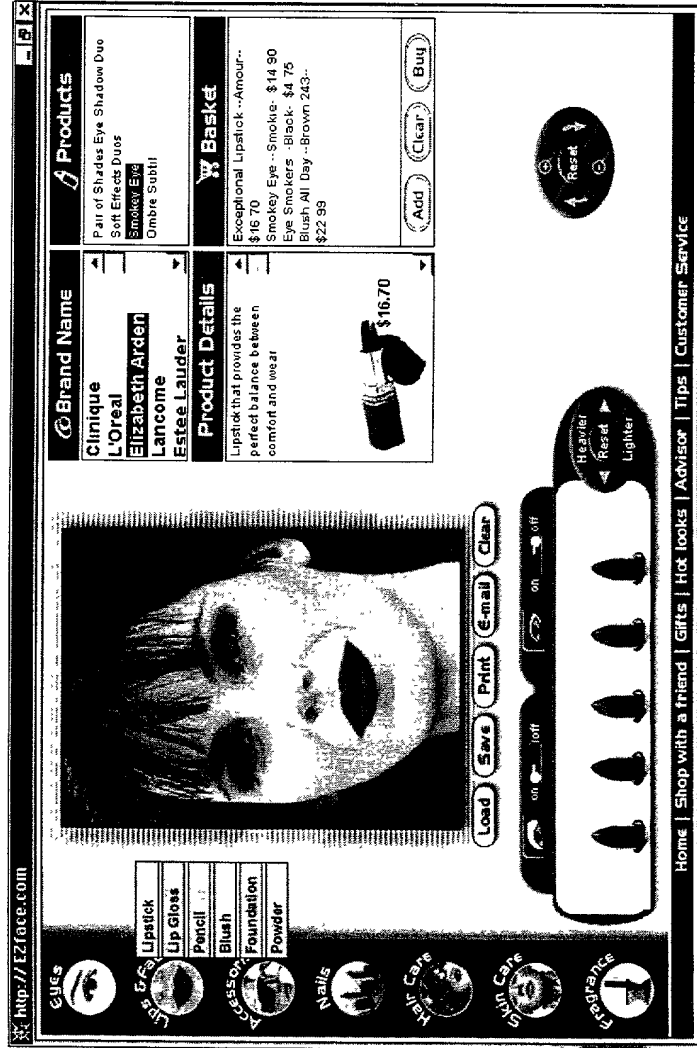 http:// EZface.com
Eyes
Lips & Fa
Accesson
Nails
Hair Care
Skin Care
Fragrance
Lipstick
Lip Gloss
Pencil
Blush
Foundation
Powder
Load
Save
Print
E-mail
Clear
on
off
on
off
Heavier
Reset
Lighter
Brand Name
Clinique
L'Oreal
Elizabeth Arden
Lancome
Estee Lauder
Products
Pair of Shades Eye Shadow Duo
Soft Effects Duos
Smokey Eye
Ombre Subtil
Product Details
Lipstick that provides the
perfect balance between
comfort and wear
$16.70
Basket
Exceptional Lipstick --Amour--
$16 70
Smokey Eye --Smokie- $14 90
Eye Smokers --Black- $4 75
Blush All Day --Brown 243--
$22 99
Add
Clear
Buy
Reset
Home | Shop with a friend | Gifts | Hot looks | Advisor | Tips | Customer Service